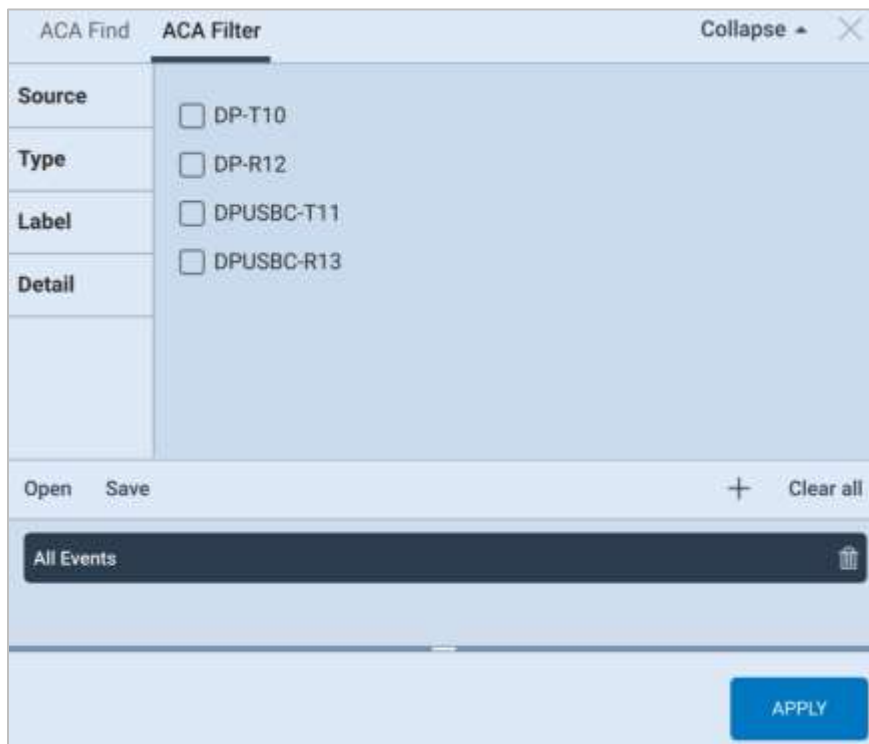 ACA Find ACA Filter Collapse
Source
DP-T10
Type
DP-R12
Label
DPUSBC-T11
DPUSBC-R13
Detail
Open Save + Clear all
All Events
APPLY